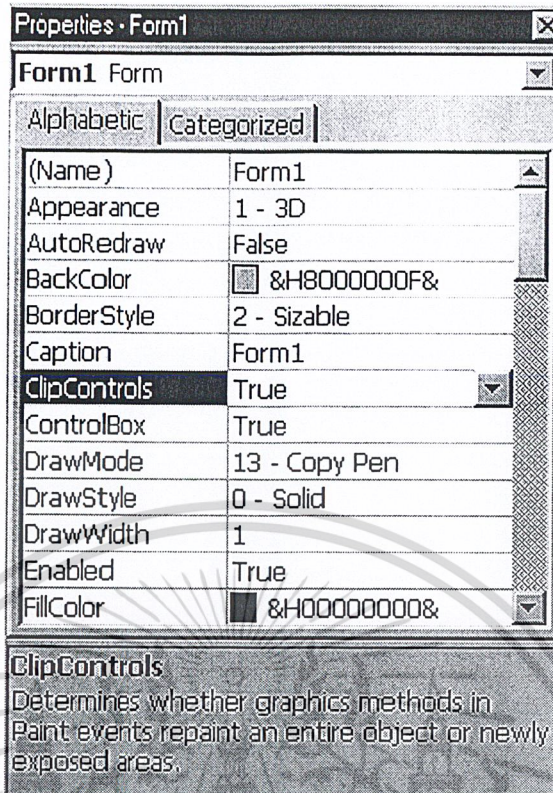 Properties - Form1
Form1 Form
Alphabetic Categorized
(Name) Form1
Appearance 1 - 3D
AutoRedraw False
BackColor &H8000000F&
BorderStyle 2 - Sizable
Caption Form1
ClipControls True
ControlBox True
DrawMode 13 - Copy Pen
DrawStyle 0 - Solid
DrawWidth 1
Enabled True
FillColor &H00000000&
ClipControls
Determines whether graphics methods in
Paint events repaint an entire object or newly
exposed areas.